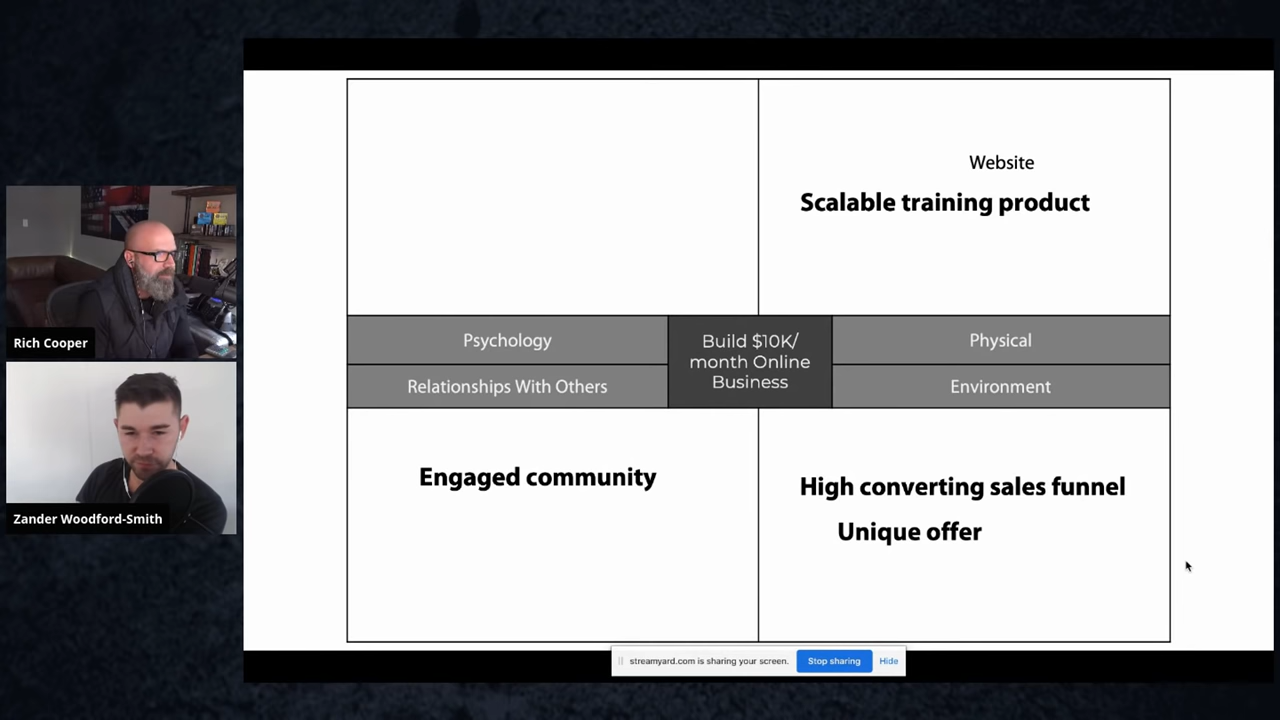 Website
Scalable training product
Psychology
Build $10K/
month Online
Business
Physical
Relationships With Others
Environment
Engaged community
High converting sales funnel
Unique offer
Rich Cooper
Zander Woodford-Smith
streamyard.com is sharing your screen.
Stop sharing
Hide